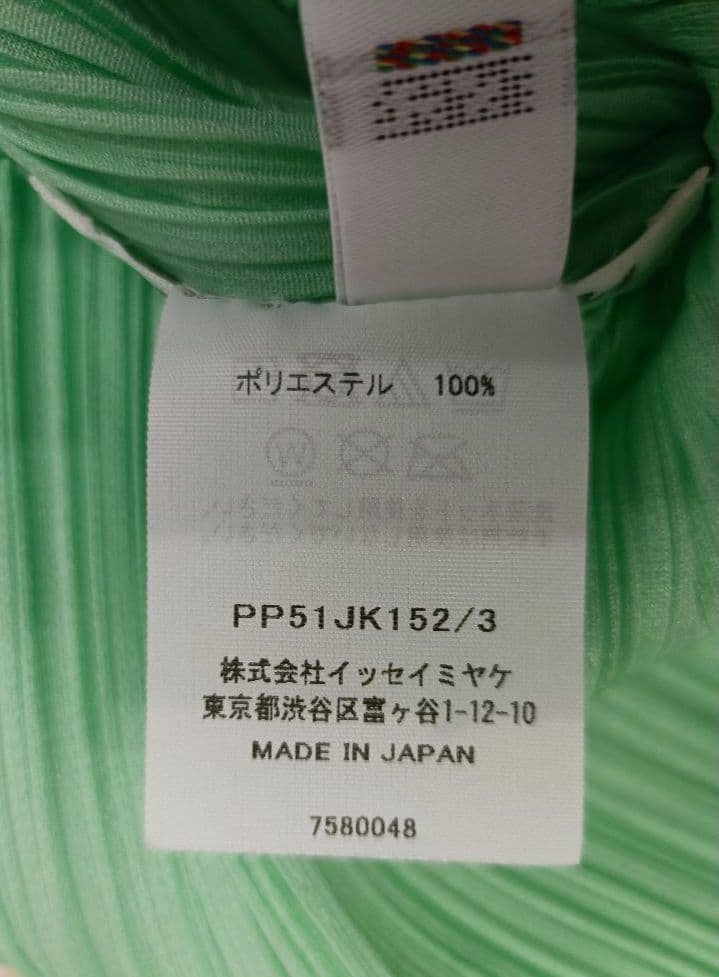 ポリエステル 100%
PP51JK152/3
株式会社イッセイミヤケ
東京都渋谷区富ヶ谷1-12-10
MADE IN JAPAN
7580048